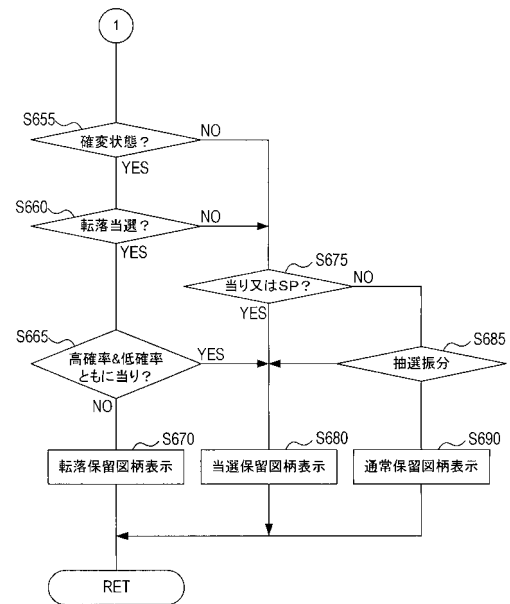 1
S655
確変状態？
NO
YES
S660
転落当選？
NO
YES
S675
当り又はSP？
NO
YES
S665
高確率&低確率
ともに当り？
YES
NO
S685
抽選振分
S670
転落保留図柄表示
S680
当選保留図柄表示
S690
通常保留図柄表示
RET